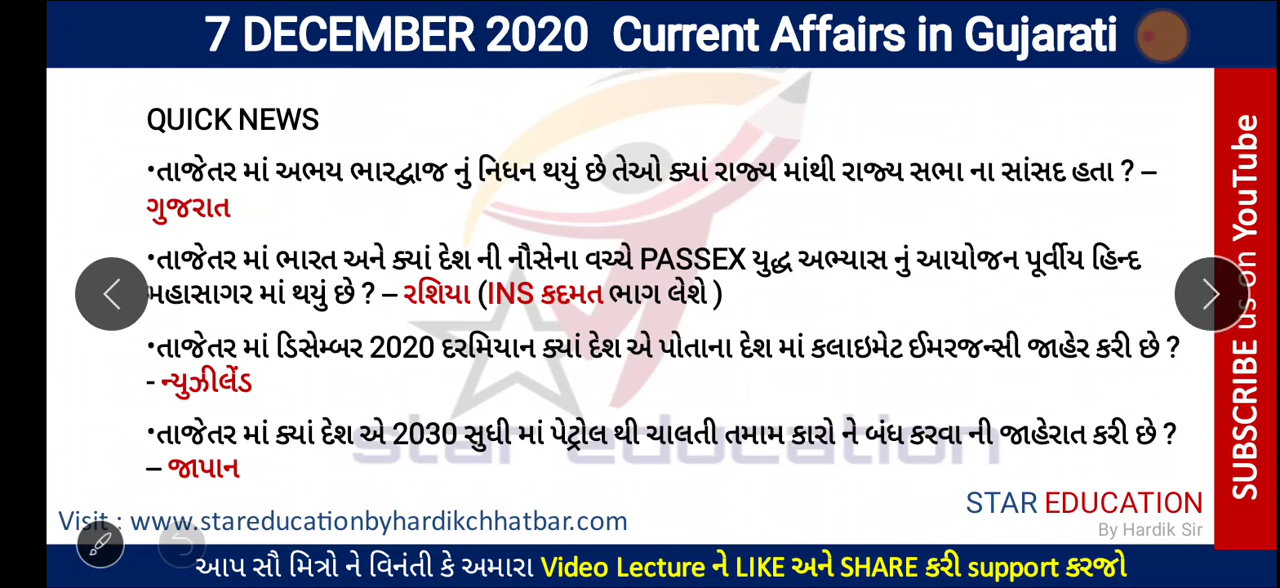 7 DECEMBER 2020 Current Affairs in Gujarati
QUICK NEWS
•તાજેતર માં અભય ભારદ્વાજ નું નિધન થયું છે તેઓ ક્યાં રાજ્ય માંથી રાજ્ય સભા ના સાંસદ હતા ? –
ગુજરાત
•તાજેતર માં ભારત અને ક્યાં દેશ ની નૌસેના વચ્ચે PASSEX યુદ્ધ અભ્યાસ નું આયોજન પૂર્વીય હિન્દ
મહાસાગર માં થયું છે ? – રશિયા (INS કદમત ભાગ લેશે )
•તાજેતર માં ડિસેમ્બર 2020 દરમિયાન ક્યાં દેશ એ પોતાના દેશ માં કલાઇમેટ ઈમરજન્સી જાહેર કરી છે ?
- ન્યુઝીલેંડ
•તાજેતર માં ક્યાં દેશ એ 2030 સુધી માં પેટ્રોલ થી ચાલતી તમામ કારો ને બંધ કરવા ની જાહેરાત કરી છે ?
– જાપાન
star education
SUBSCRIBE us on YouTube
STAR EDUCATION
By Hardik Sir
Visit : www.stareducationbyhardikchhatbar.com
આપ સૌ મિત્રો ને વિનંતી કે અમારા Video Lecture ને LIKE અને SHARE કરી support કરજો